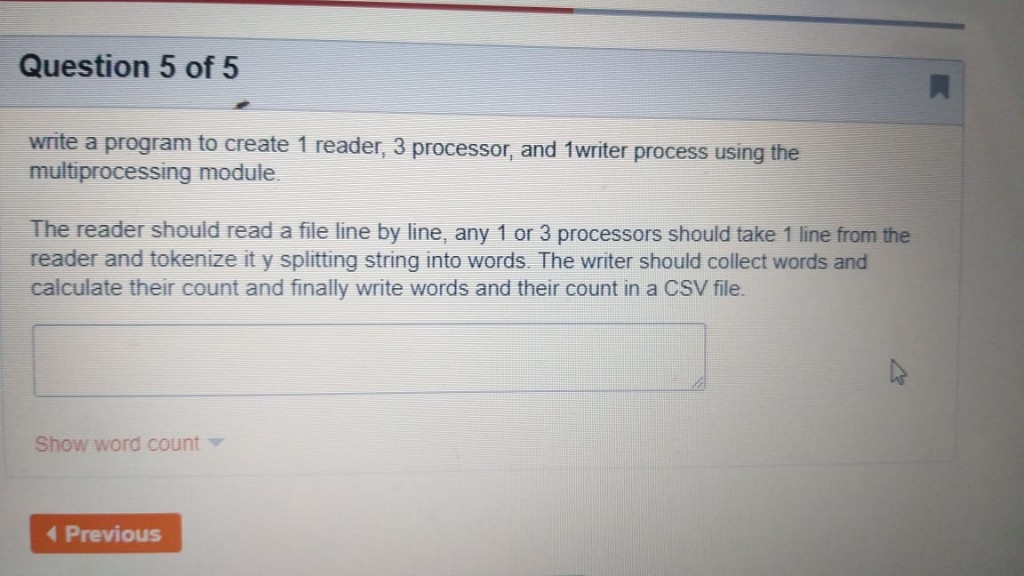 Question 5 of 5
write a program to create 1 reader, 3 processor, and 1writer process using the
multiprocessing module.
The reader should read a file line by line, any 1 or 3 processors should take 1 line from the
reader and tokenize it y splitting string into words. The writer should collect words and
calculate their count and finally write words and their count in a CSV file.
Show word count
Previous